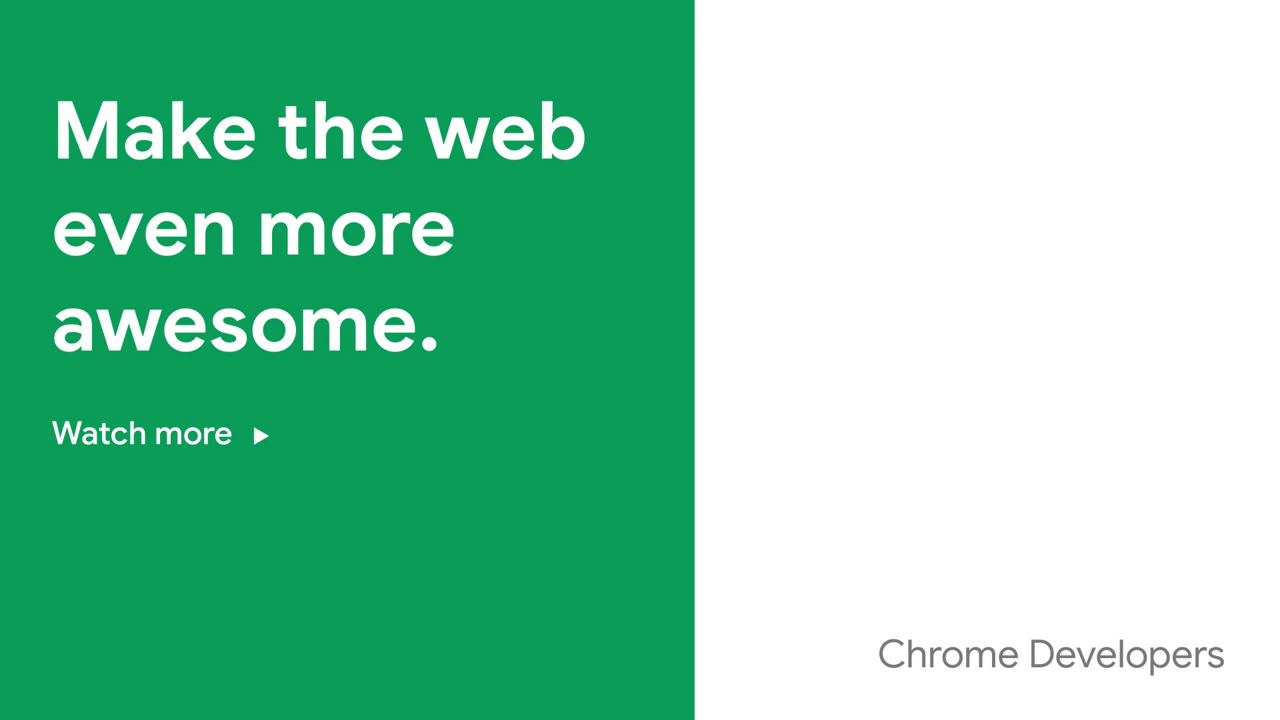 Make the web
even more
awesome.
Watch more
Chrome Developers